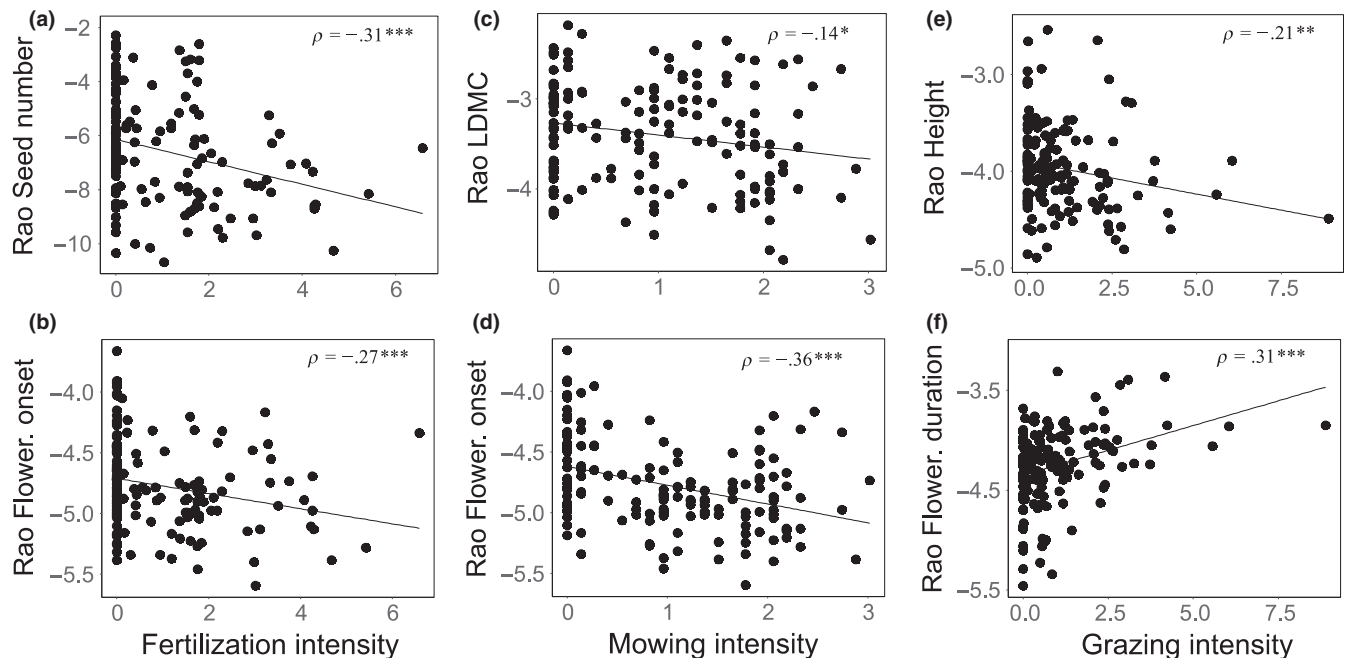 (a)
Rao Seed number
−2
−4
−6
−8
−10
ρ = −.31***
0 2 4 6
(c)
Rao LDMC
−3
−4
ρ = −.14*
0 1 2 3
(e)
Rao Height
−3.0
−4.0
−5.0
ρ = −.21**
0.0 2.5 5.0 7.5
(b)
Rao Flower. onset
−4.0
−4.5
−5.0
−5.5
ρ = −.27***
0 2 4 6
Fertilization intensity
(d)
Rao Flower. onset
−4.0
−4.5
−5.0
−5.5
ρ = −.36***
0 1 2 3
Mowing intensity
(f)
Rao Flower. duration
−3.5
−4.5
−5.5
ρ = .31***
0.0 2.5 5.0 7.5
Grazing intensity